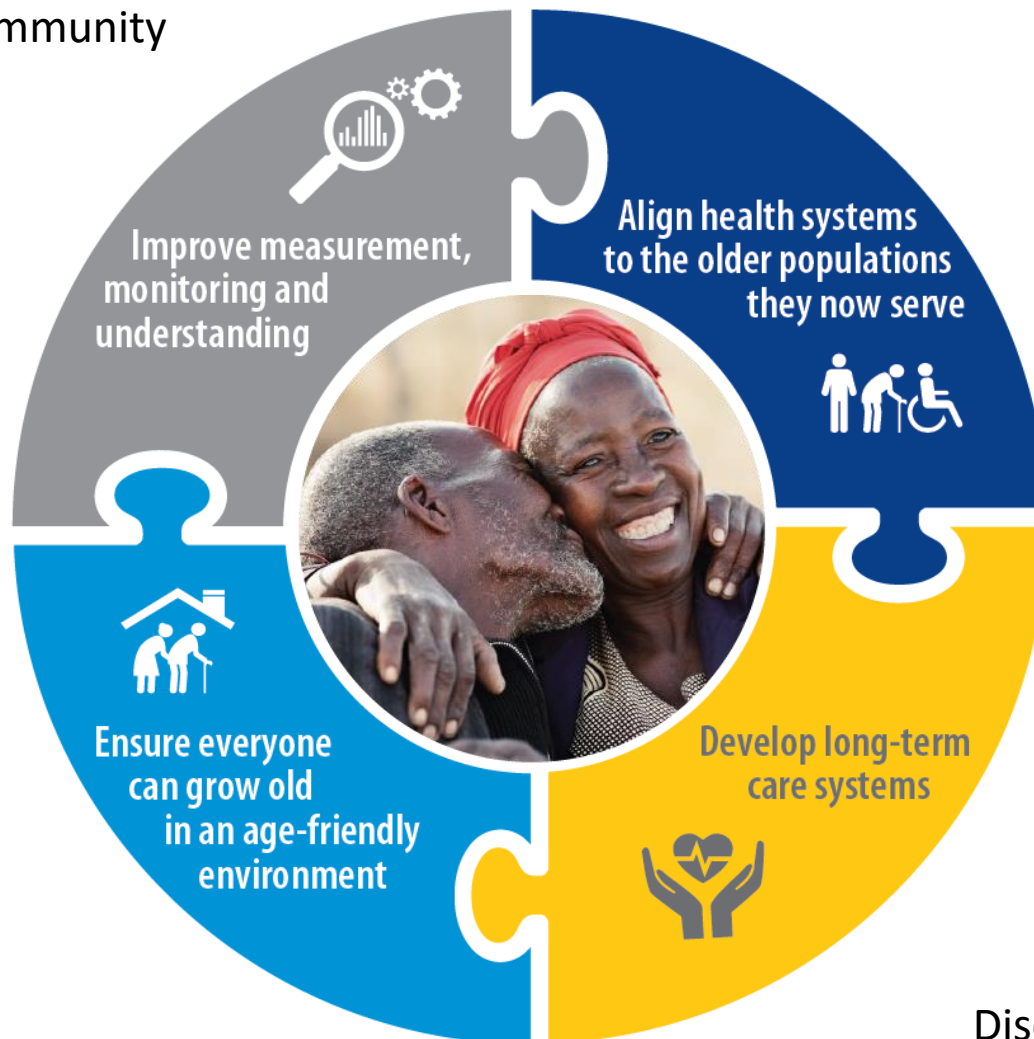 mmunity
Improve measurement,
monitoring and
understanding
Align health systems
to the older populations
they now serve
Ensure everyone
can grow old
in an age-friendly
environment
Develop long-term
care systems
Dis